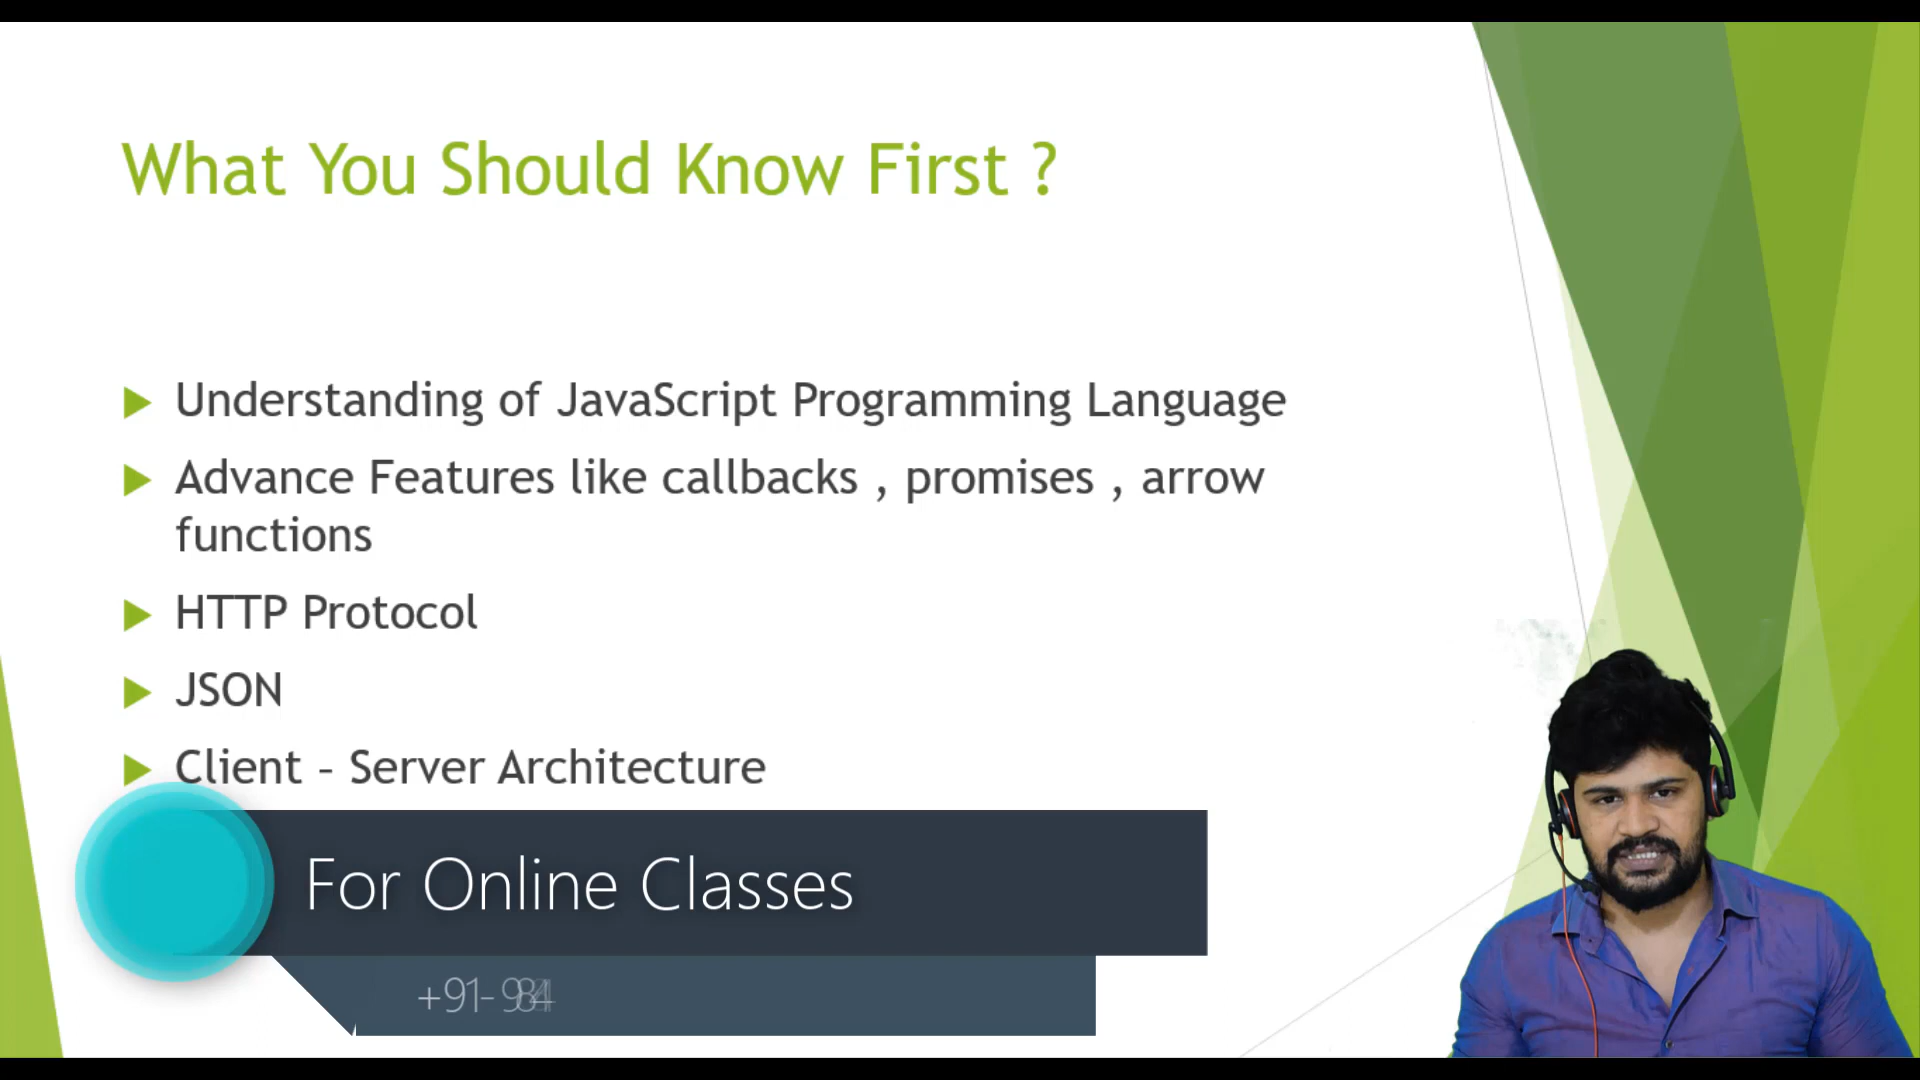 What You Should Know First ?
Understanding of JavaScript Programming Language
Advance Features like callbacks , promises , arrow
functions
HTTP Protocol
JSON
Client – Server Architecture
For Online Classes
+91-